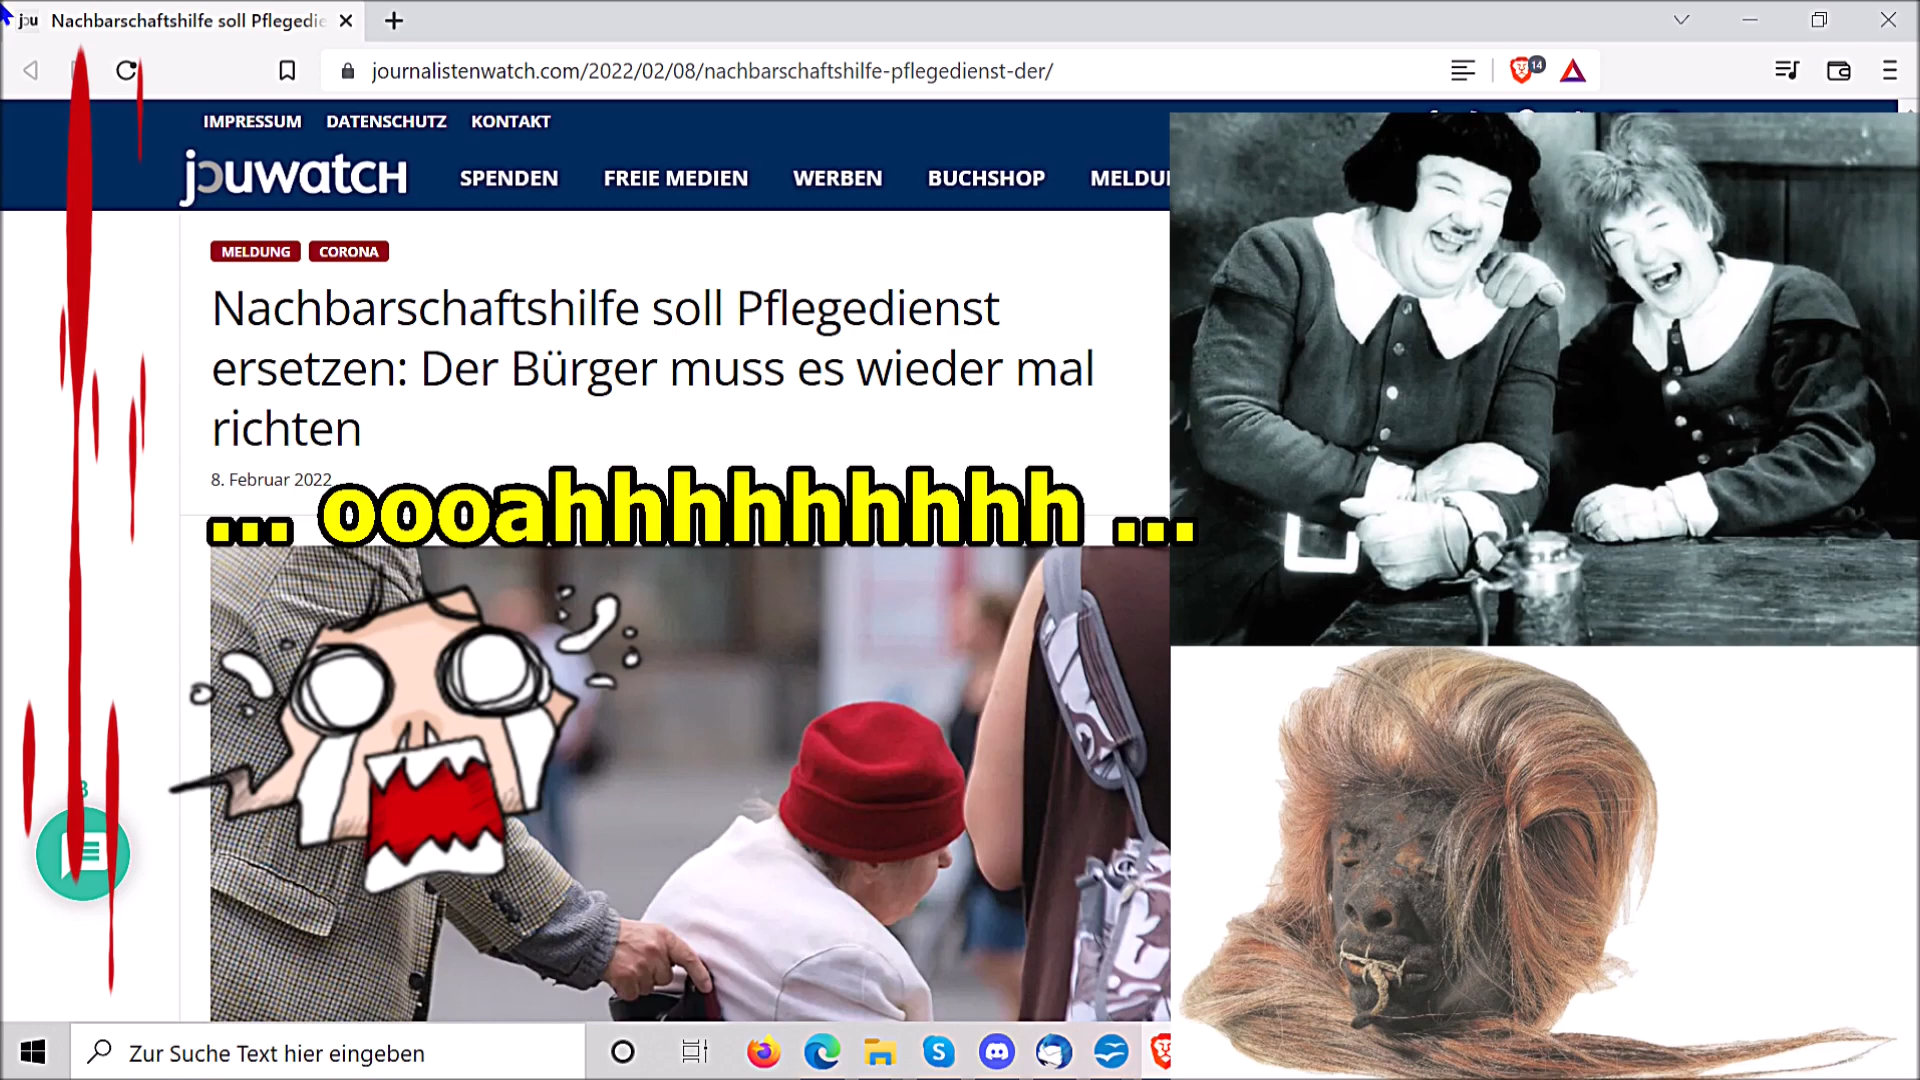 jou Nachbarschaftshilfe soll Pflegedie
journalistenwatch.com/2022/02/08/nachbarschaftshilfe-pflegedienst-der/
14
IMPRESSUM DATENSCHUTZ KONTAKT
jouwatch SPENDEN FREIE MEDIEN WERBEN BUCHSHOP MELDU
MELDUNG CORONA
Nachbarschaftshilfe soll Pflegedienst
ersetzen: Der Bürger muss es wieder mal
richten
8. Februar 2022
... oooahhhhhhhhh ...
Zur Suche Text hier eingeben